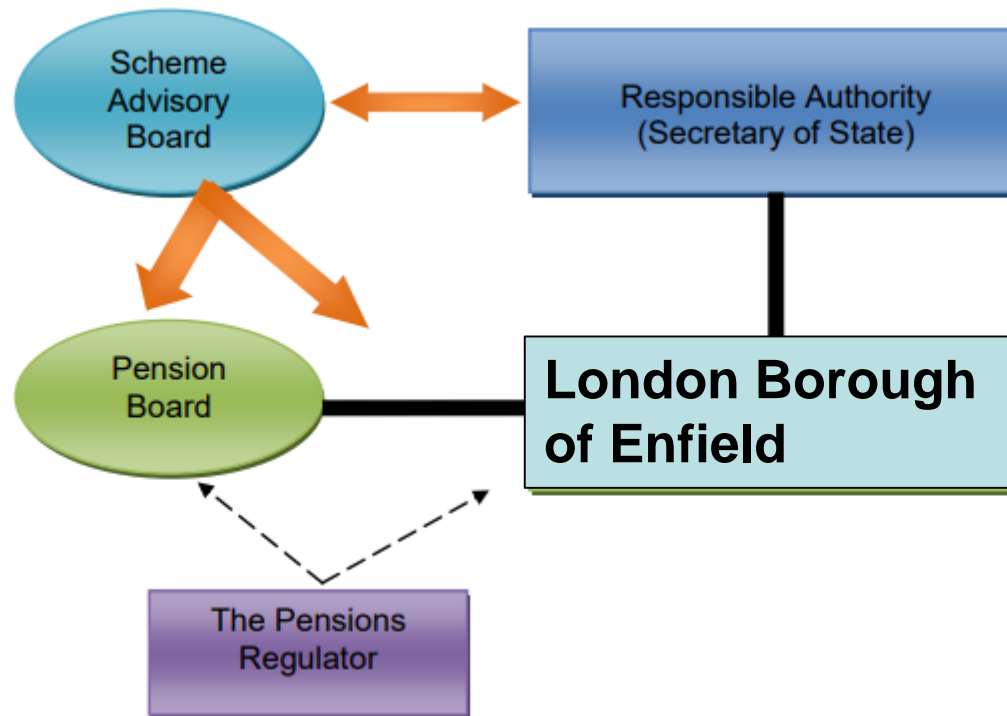 Scheme
Advisory
Board
Responsible Authority
(Secretary of State)
Pension
Board
London Borough
of Enfield
The Pensions
Regulator